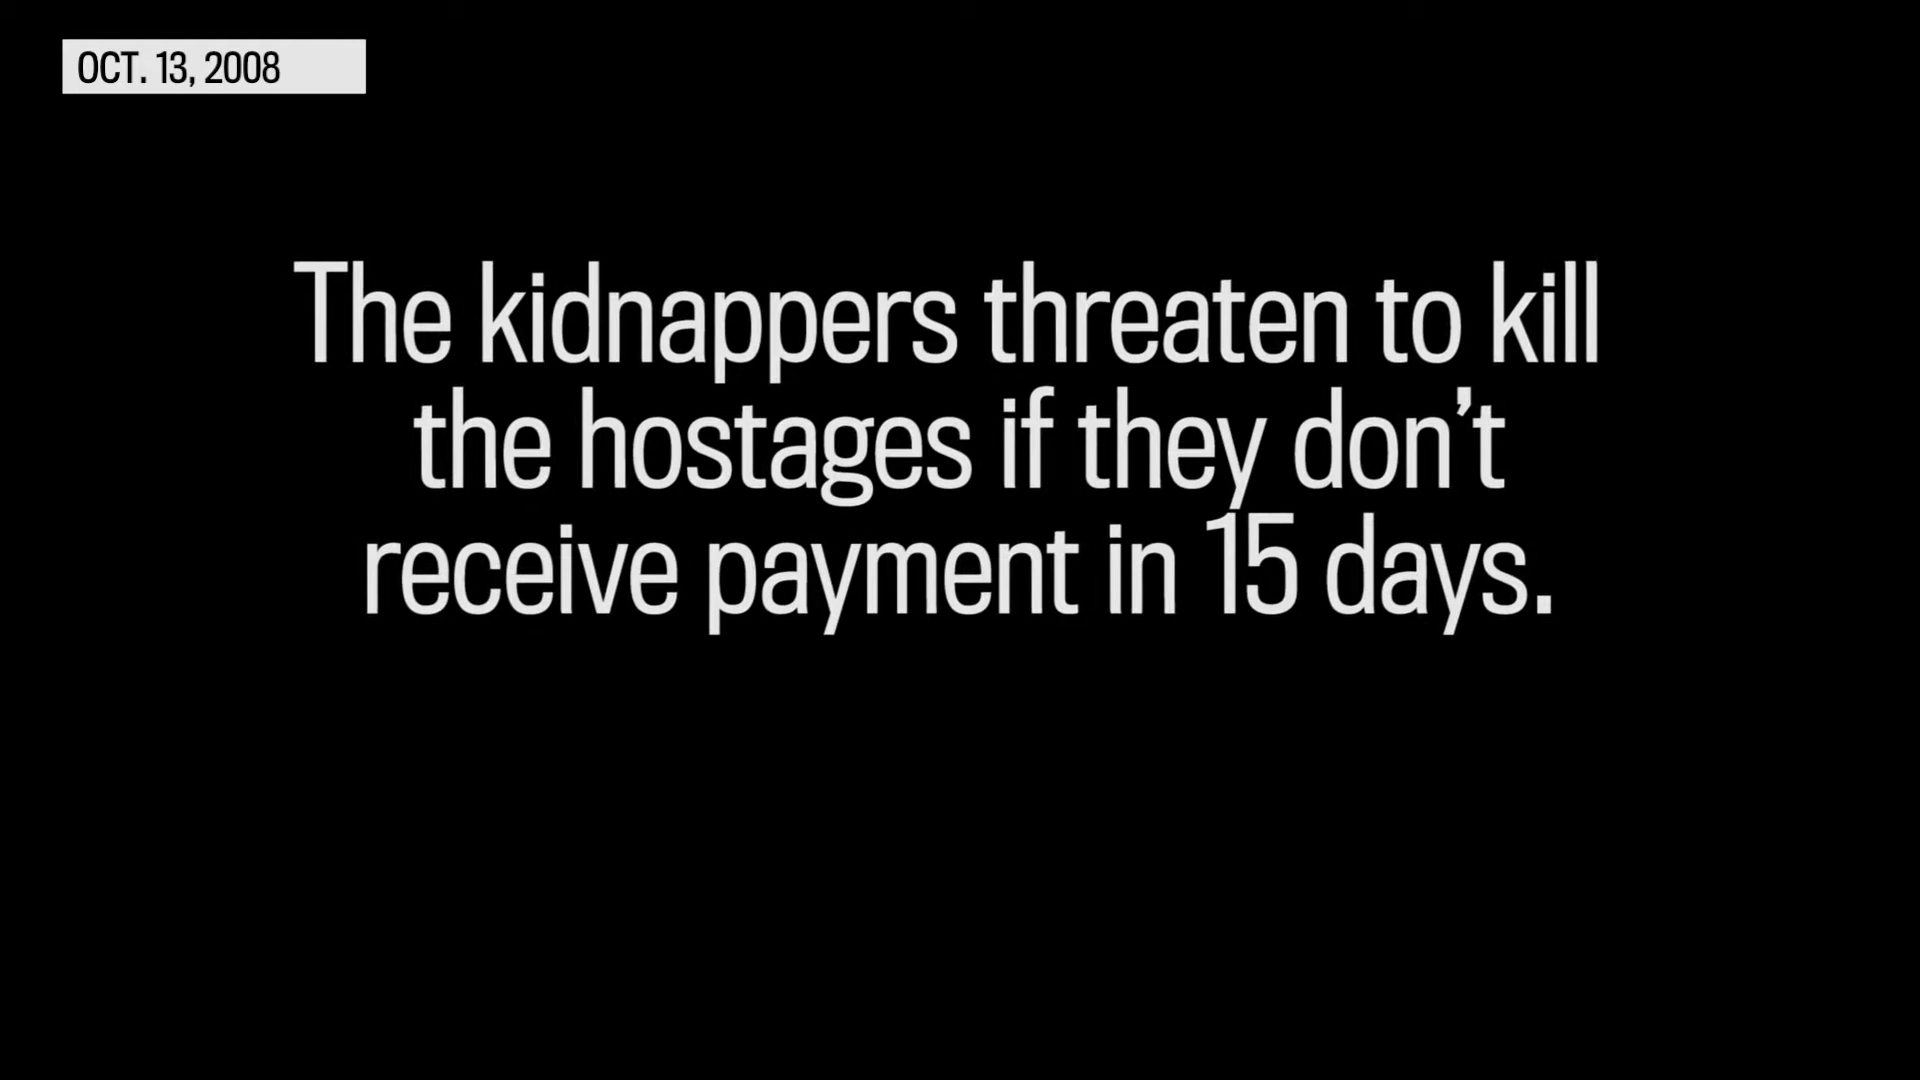 OCT. 13, 2008
The kidnappers threaten to kill
the hostages if they don’t
receive payment in 15 days.